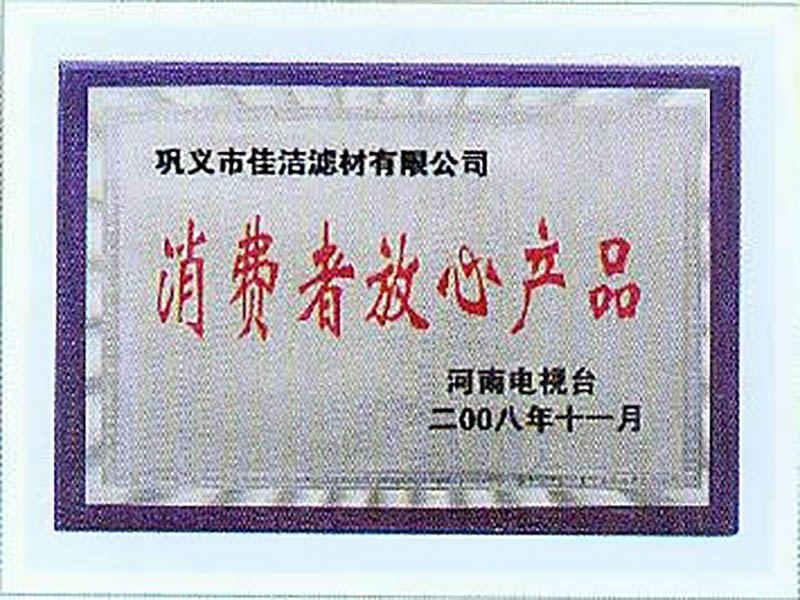 巩义市佳洁滤材有限公司
消费者放心产品
河南电视台
二00八年十一月